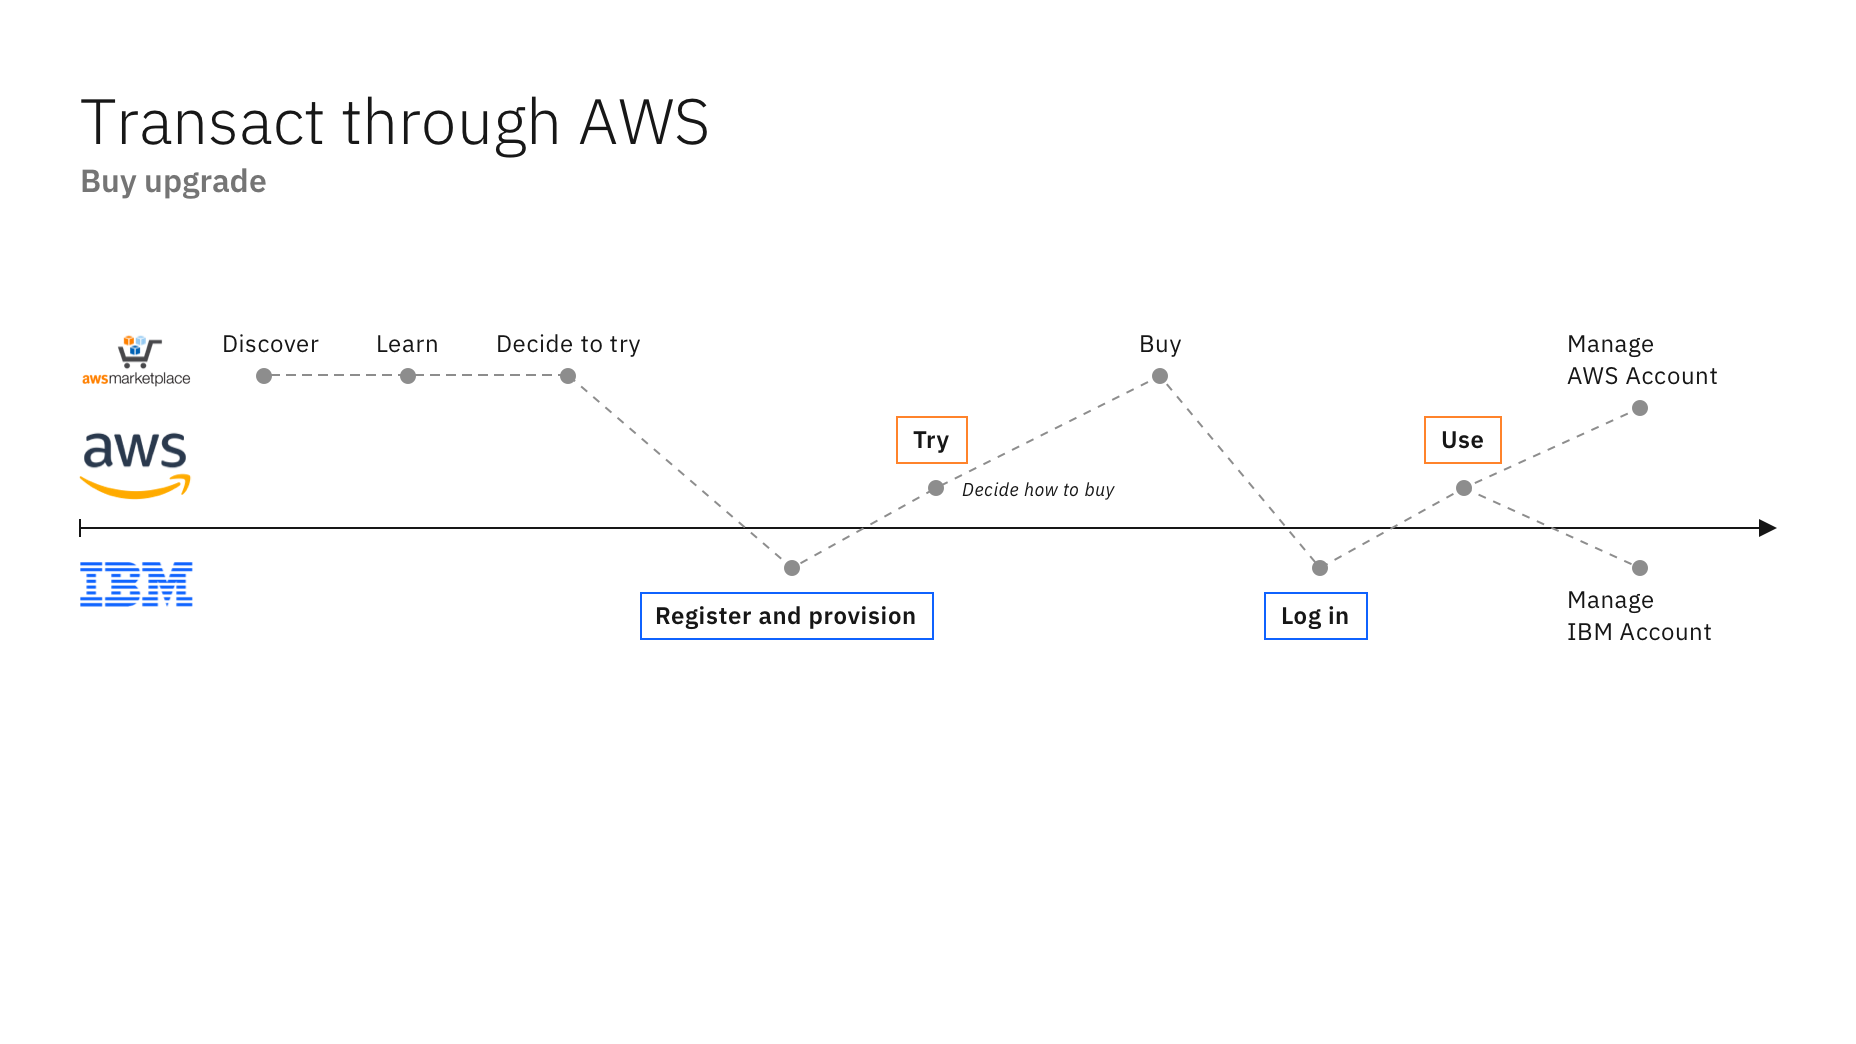 Transact through AWS
Buy upgrade
Discover
Learn
Decide to try
Buy
Manage
AWS Account
awsmarketplace
aws
Try
Use
Decide how to buy
IBM
Register and provision
Log in
Manage
IBM Account